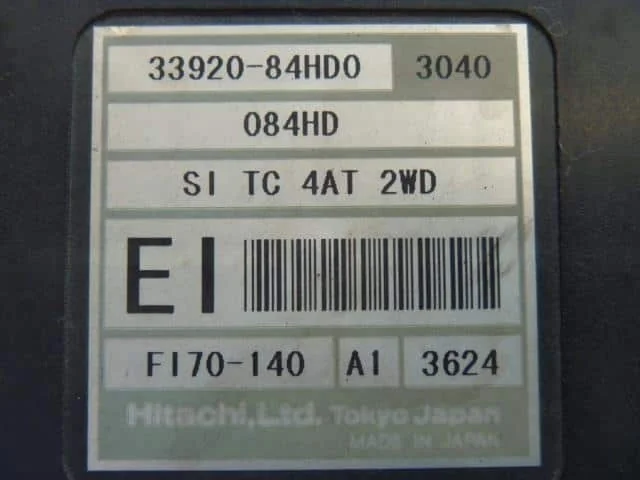 33920-84HD0 3040
084HD
SI TC 4AT 2WD
EI
FI70-140 A1 3624
Hitachi,Ltd. Tokyo Japan
MADE IN JAPAN